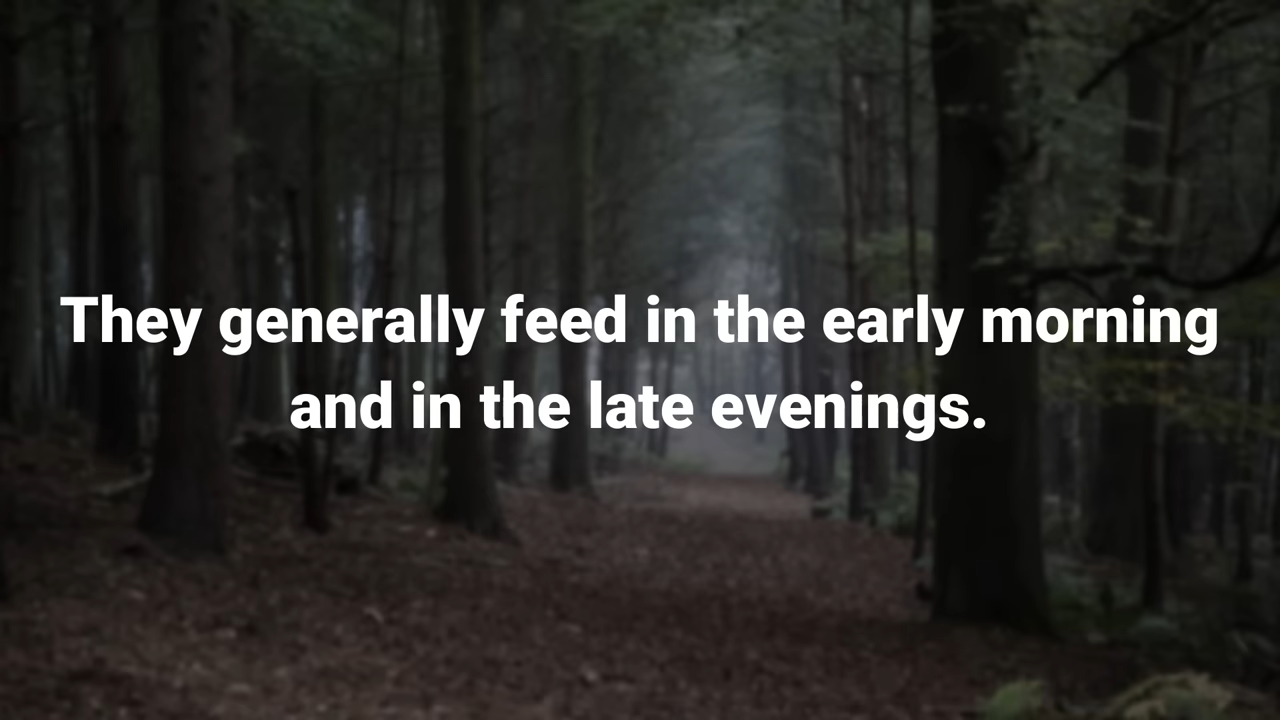 They generally feed in the early morning
and in the late evenings.